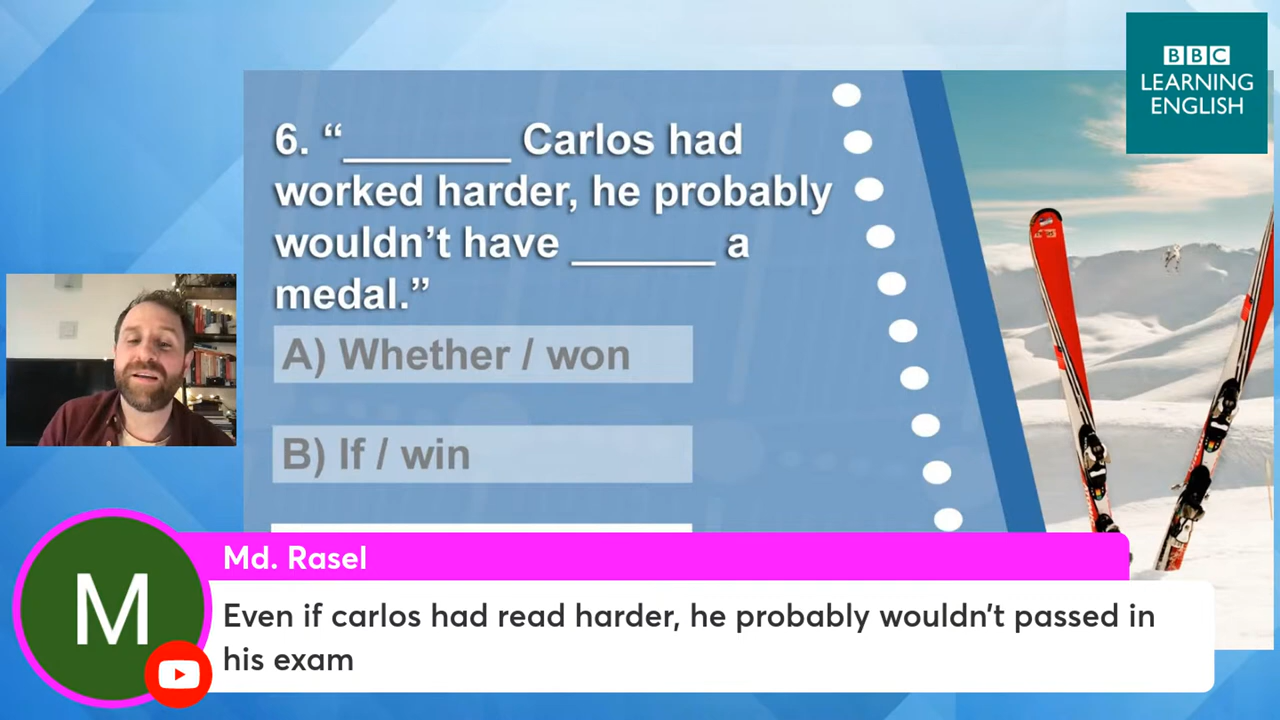 BBC
LEARNING
ENGLISH
6. “_______ Carlos had
worked harder, he probably
wouldn’t have ______ a
medal.”
A) Whether / won
B) If / win
M
Md. Rasel
Even if carlos had read harder, he probably wouldn’t passed in
his exam